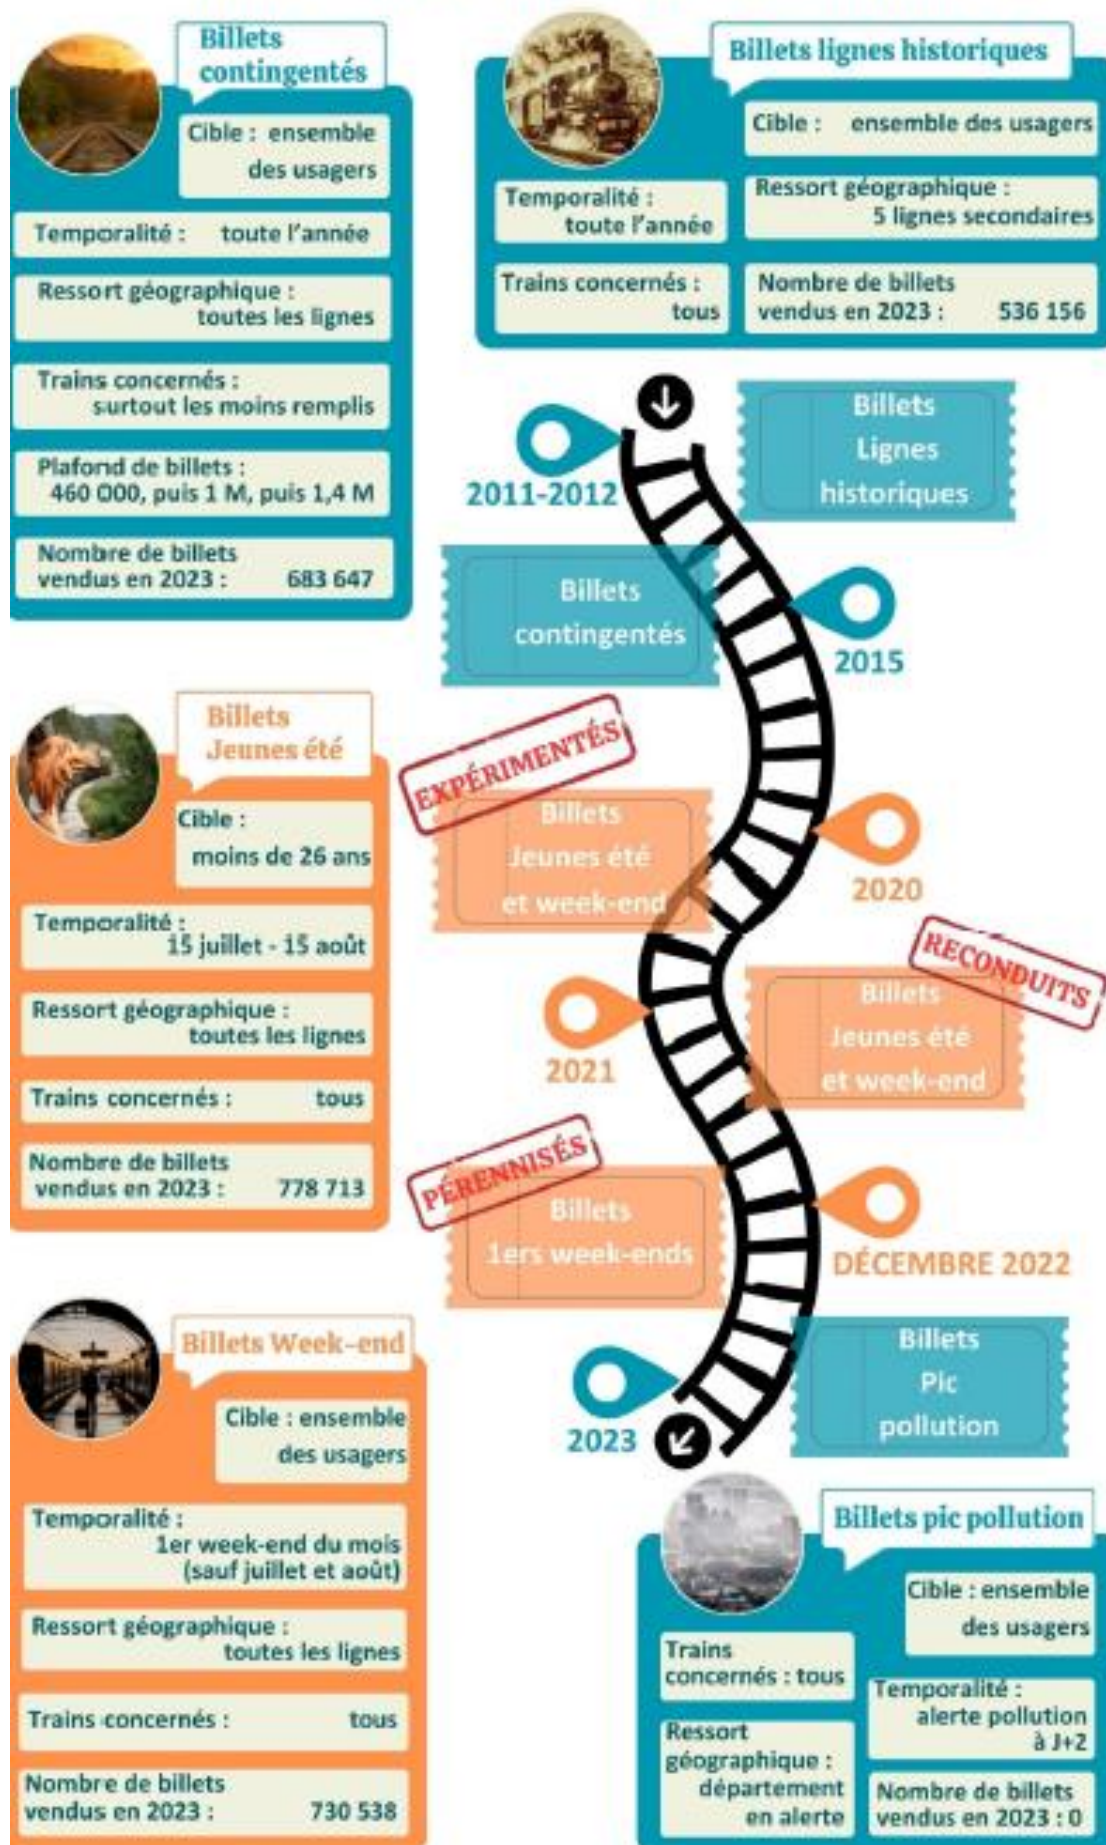 Billets
contingentés
Cible : ensemble
des usagers
Temporalité : toute l'année
Ressort géographique :
toutes les lignes
Trains concernés :
surtout les moins remplis
Plafond de billets :
460 000, puis 1 M, puis 1,4 M
Nombre de billets
vendus en 2023 : 683 647
Billets lignes historiques
Cible : ensemble des usagers
Temporalité :
toute l'année
Ressort géographique :
5 lignes secondaires
Trains concernés :
tous
Nombre de billets
vendus en 2023 : 536 156
2011-2012
Billets
Lignes
historiques
Billets
contingentés
2015
EXPÉRIMENTÉS
Billets
Jeunes été
et week-end
2020
RECONDUITS
Billets
Jeunes été
et week-end
2021
PÉRENNISÉS
Billets
1ers week-ends
DÉCEMBRE 2022
Billets
Pic
pollution
2023
Billets
Jeunes été
Cible :
moins de 26 ans
Temporalité :
15 juillet - 15 août
Ressort géographique :
toutes les lignes
Trains concernés : tous
Nombre de billets
vendus en 2023 : 778 713
Billets Week-end
Cible : ensemble
des usagers
Temporalité :
1er week-end du mois
(sauf juillet et août)
Ressort géographique :
toutes les lignes
Trains concernés : tous
Nombre de billets
vendus en 2023 : 730 538
Billets pic pollution
Cible : ensemble
des usagers
Trains
concernés : tous
Temporalité :
alerte pollution
à J+2
Ressort
géographique :
département
en alerte
Nombre de billets
vendus en 2023 : 0